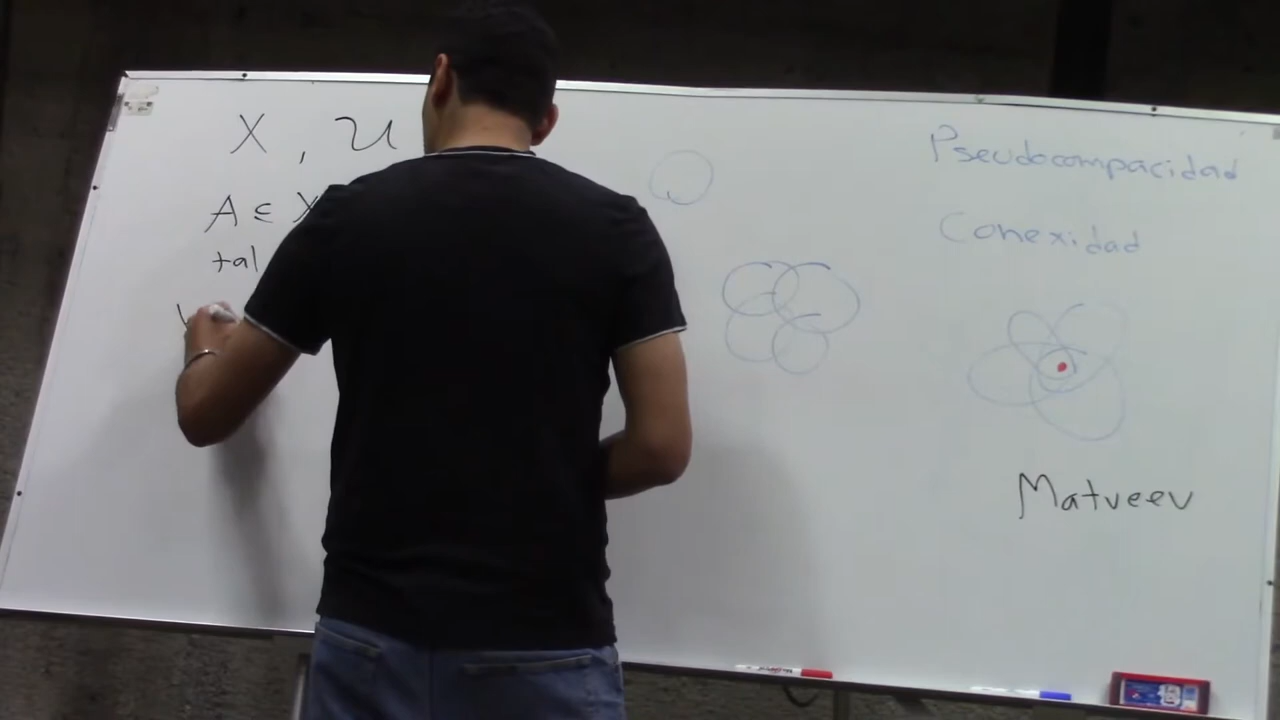 X , U
A ⊆ X
tal
Pseudocompacidad
Conexidad
Matveev